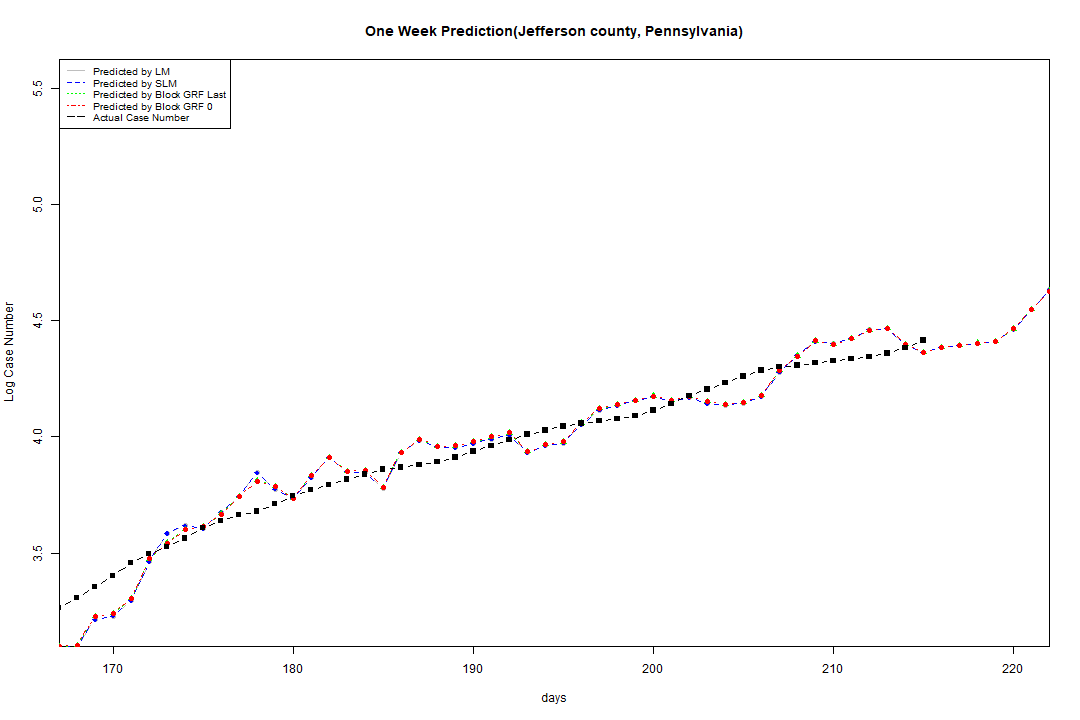 One Week Prediction(Jefferson county, Pennsylvania)
Predicted by LM
Predicted by SLM
Predicted by Block GRF Last
Predicted by Block GRF 0
Actual Case Number
5.5
5.0
4.5
4.0
3.5
Log Case Number
170 180 190 200 210 220
days